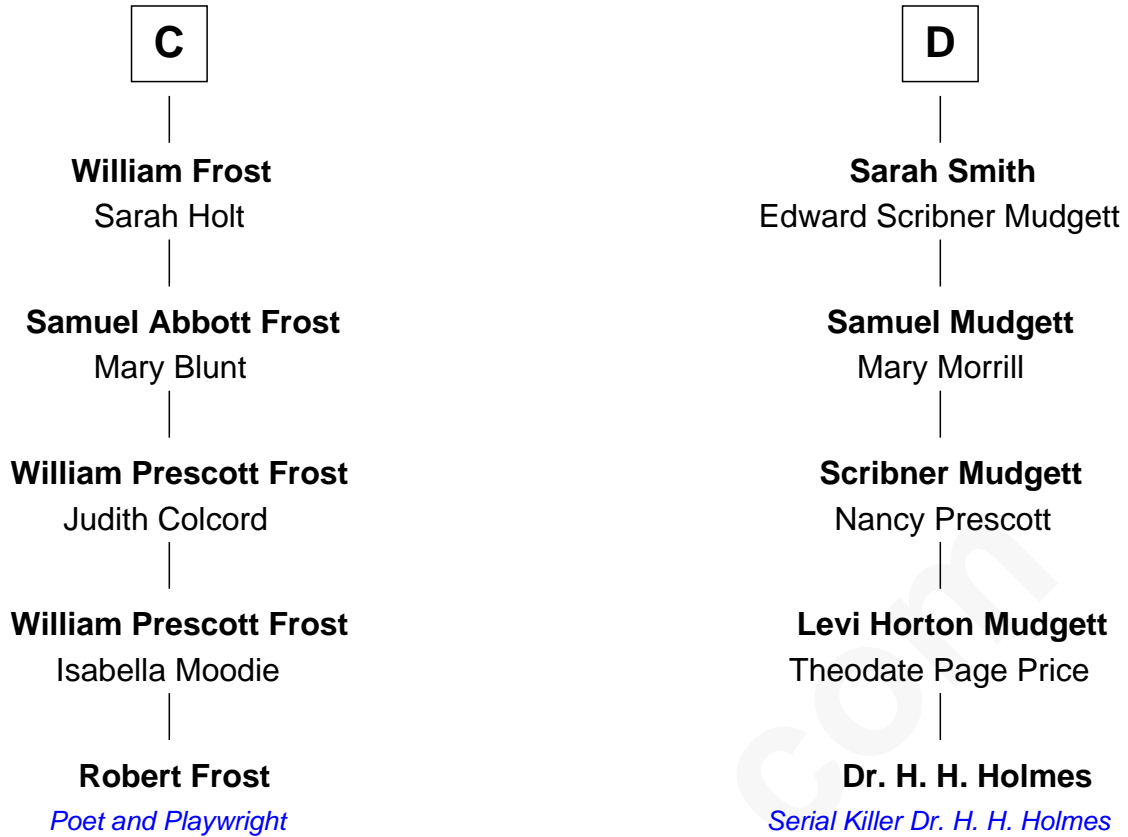 C
William Frost
Sarah Holt
Samuel Abbott Frost
Mary Blunt
William Prescott Frost
Judith Colcord
William Prescott Frost
Isabella Moodie
Robert Frost
Poet and Playwright
D
Sarah Smith
Edward Scribner Mudgett
Samuel Mudgett
Mary Morrill
Scribner Mudgett
Nancy Prescott
Levi Horton Mudgett
Theodate Page Price
Dr. H. H. Holmes
Serial Killer Dr. H. H. Holmes
com